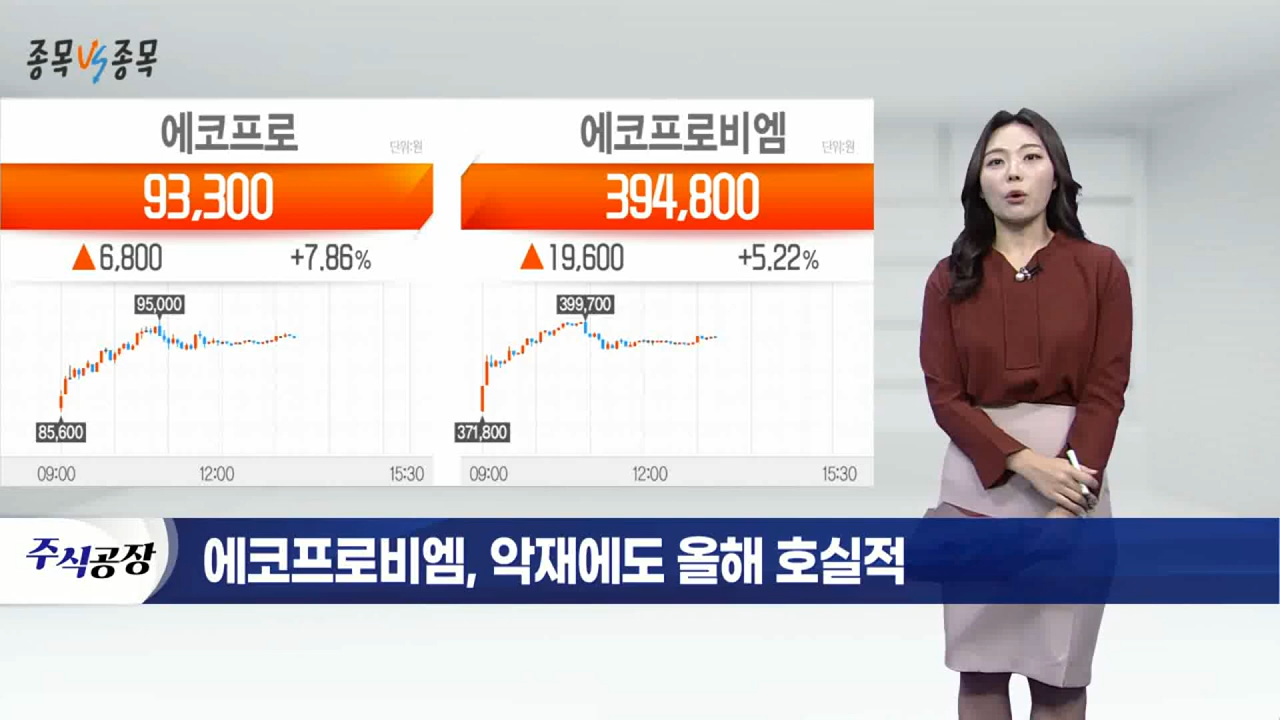 종목 VS 종목
에코프로
단위:원
93,300
▲6,800 +7.86%
95,000
85,600
09:00 12:00 15:30
에코프로비엠
단위:원
394,800
▲19,600 +5.22%
399,700
371,800
09:00 12:00 15:30
주식공장
에코프로비엠, 악재에도 올해 호실적